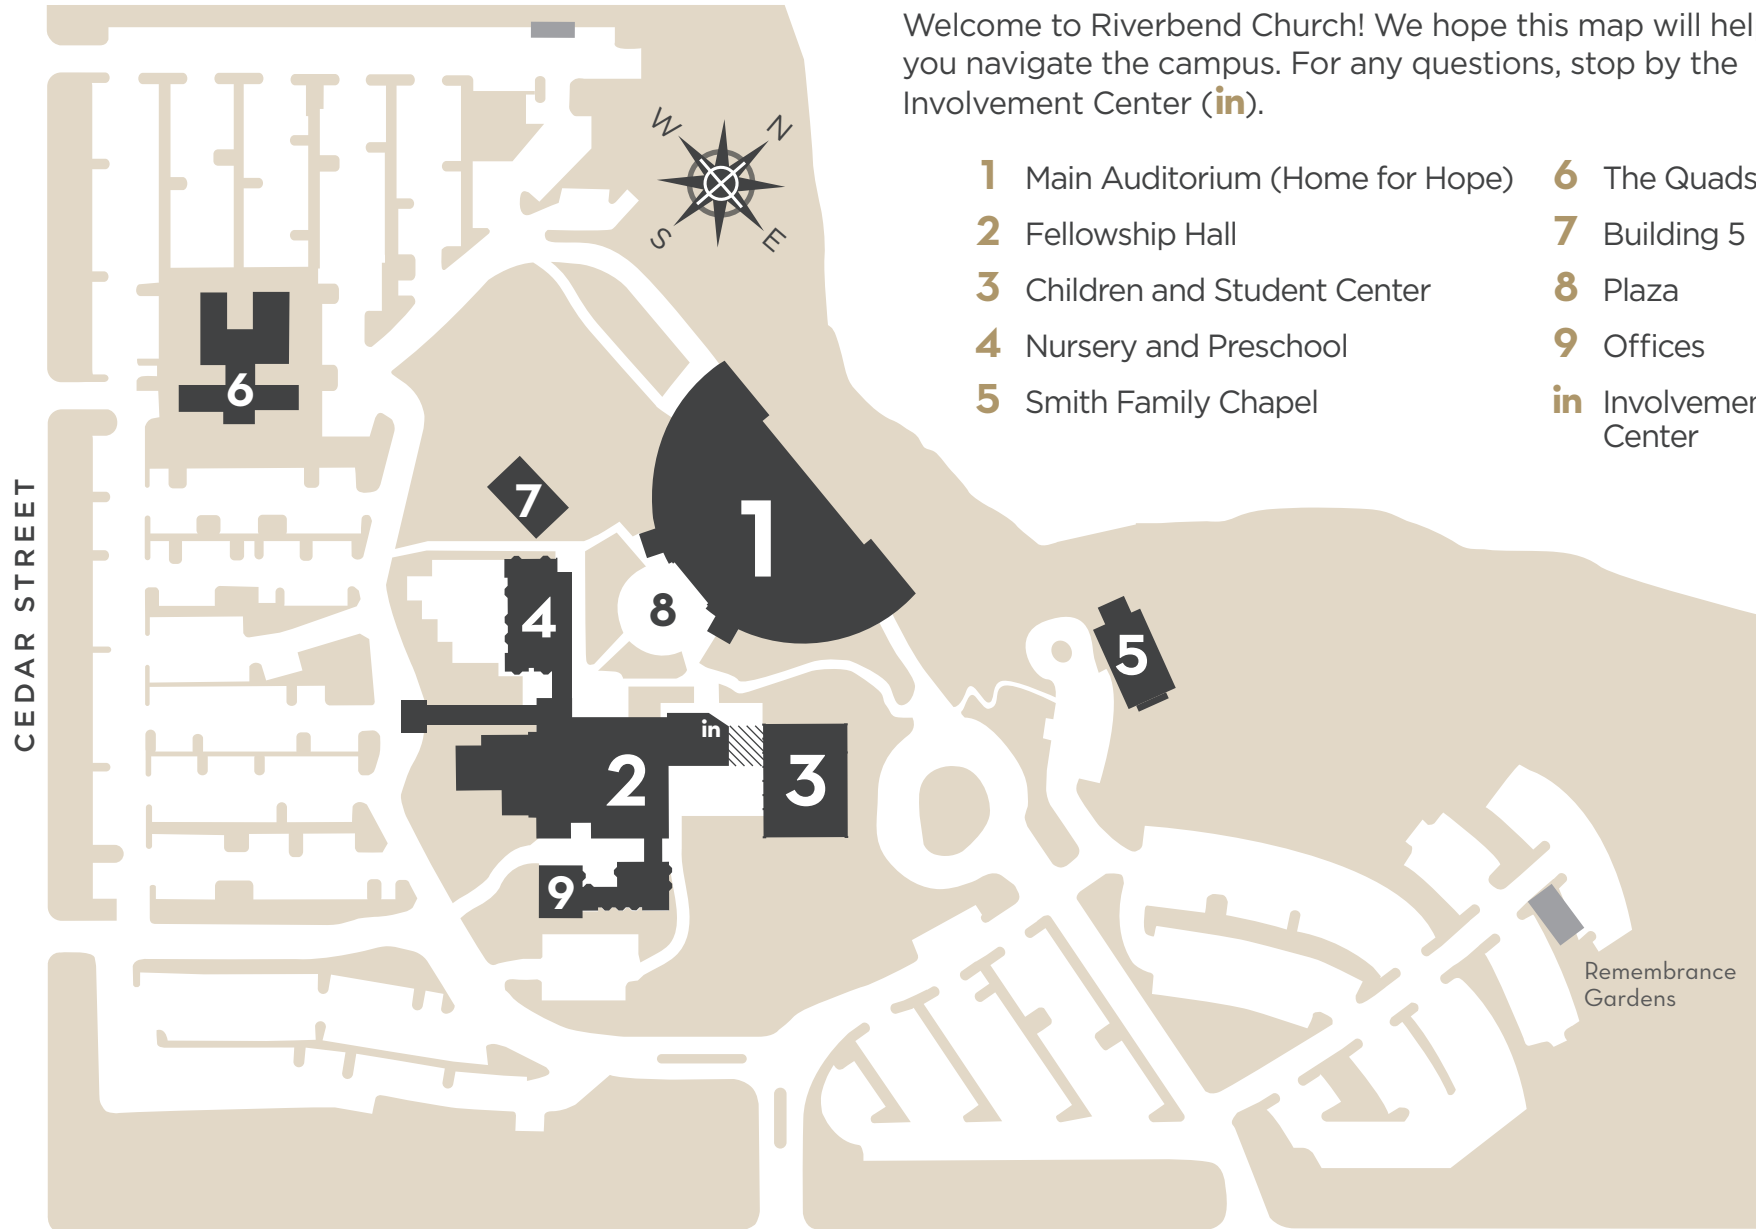 Welcome to Riverbend Church! We hope this map will hel
you navigate the campus. For any questions, stop by the
Involvement Center (in).
1 Main Auditorium (Home for Hope)
2 Fellowship Hall
3 Children and Student Center
4 Nursery and Preschool
5 Smith Family Chapel
6 The Quads
7 Building 5
8 Plaza
9 Offices
in Involvemen
Center
W
N
S
E
6
7
1
4
8
5
in
2
3
9
CEDAR STREET
Remembrance
Gardens